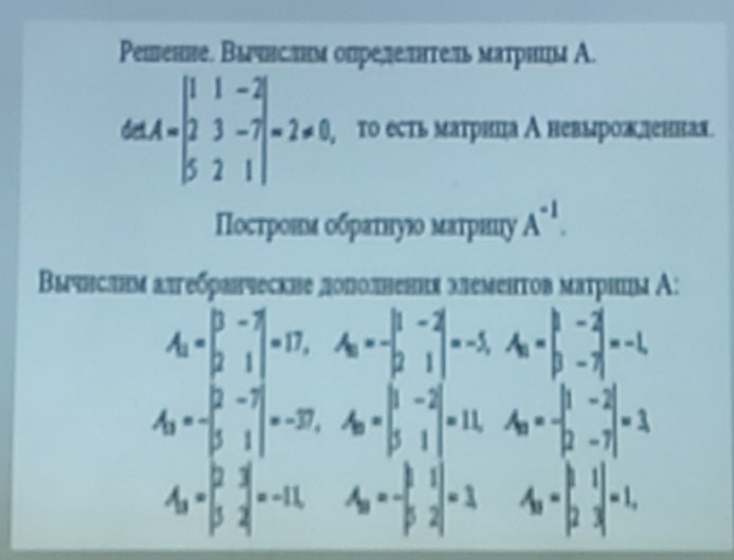 Решение. Вычислим определитель матрицы А.
det A = |1 1 -2; 2 3 -7; 5 2 1| = 2 ≠ 0, то есть матрица А невырожденная.
Построим обратную матрицу А⁻¹.
Вычислим алгебраические дополнения элементов матрицы А:
A₁₁ = |3 -7; 2 1| = 17, A₂₁ = -|1 -2; 2 1| = -5, A₃₁ = |1 -2; 3 -7| = -1,
A₁₂ = -|2 -7; 5 1| = -37, A₂₂ = |1 -2; 5 1| = 11, A₃₂ = -|1 -2; 2 -7| = 3,
A₁₃ = |2 3; 5 2| = -11, A₂₃ = -|1 1; 5 2| = 3, A₃₃ = |1 1; 2 3| = 1,